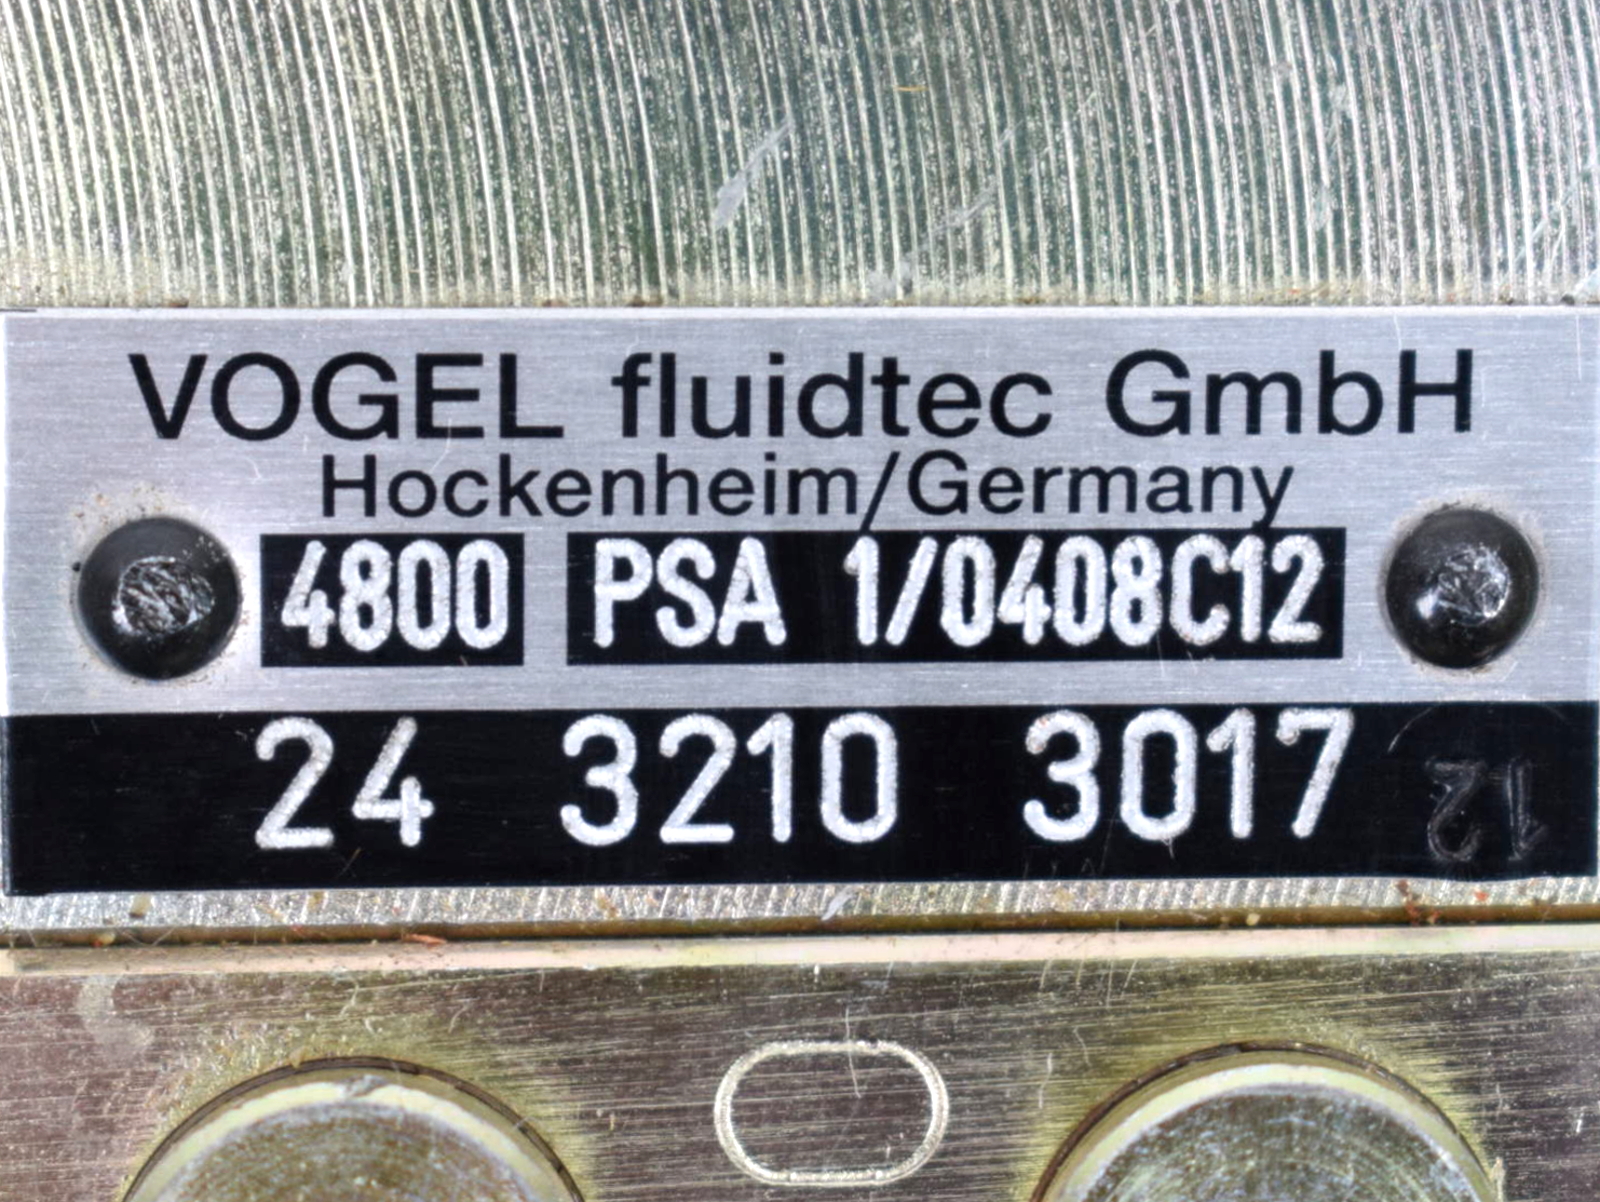 VOGEL fluidtec GmbH
Hockenheim/Germany
4800 PSA 1/0408C12
24 3210 3017 12